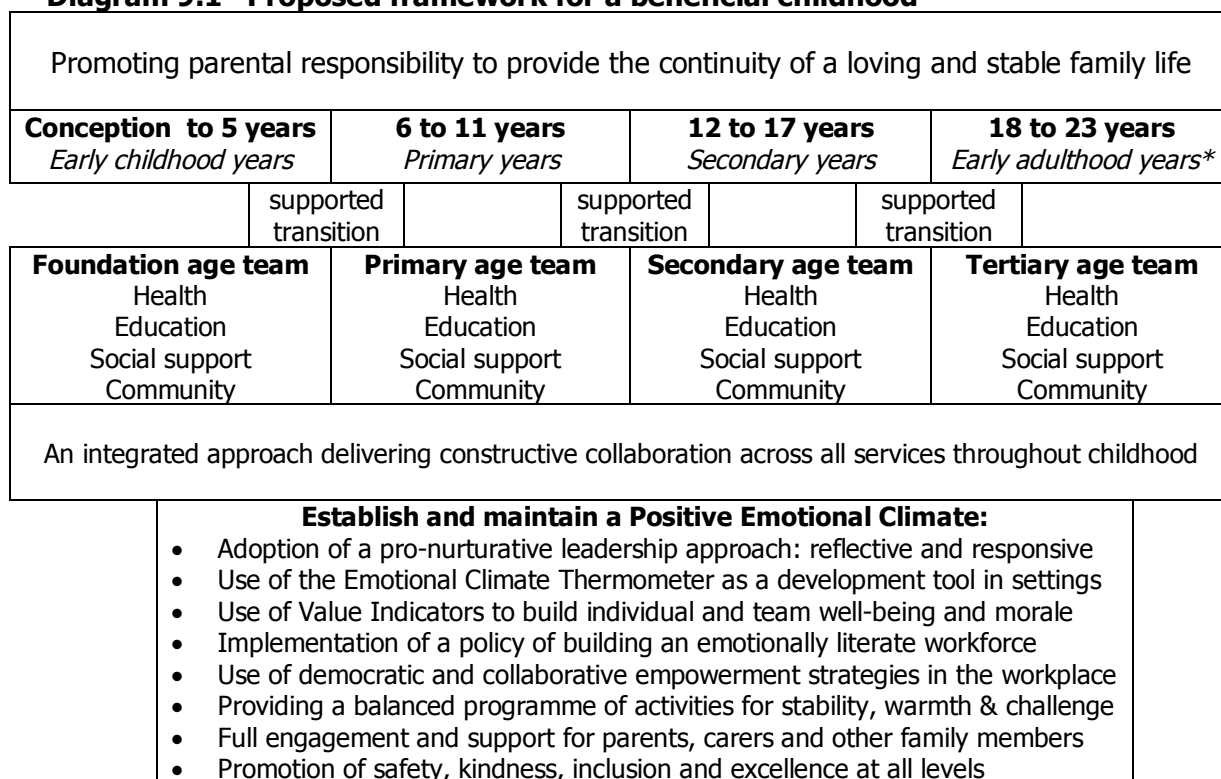 Diagram 9.1 Proposed framework for a beneficial childhood
Promoting parental responsibility to provide the continuity of a loving and stable family life
Conception to 5 years
Early childhood years
6 to 11 years
Primary years
12 to 17 years
Secondary years
18 to 23 years
Early adulthood years*
supported
transition
supported
transition
supported
transition
Foundation age team
Health
Education
Social support
Community
Primary age team
Health
Education
Social support
Community
Secondary age team
Health
Education
Social support
Community
Tertiary age team
Health
Education
Social support
Community
An integrated approach delivering constructive collaboration across all services throughout childhood
Establish and maintain a Positive Emotional Climate:
• Adoption of a pro-nurturative leadership approach: reflective and responsive
• Use of the Emotional Climate Thermometer as a development tool in settings
• Use of Value Indicators to build individual and team well-being and morale
• Implementation of a policy of building an emotionally literate workforce
• Use of democratic and collaborative empowerment strategies in the workplace
• Providing a balanced programme of activities for stability, warmth & challenge
• Full engagement and support for parents, carers and other family members
• Promotion of safety, kindness, inclusion and excellence at all levels